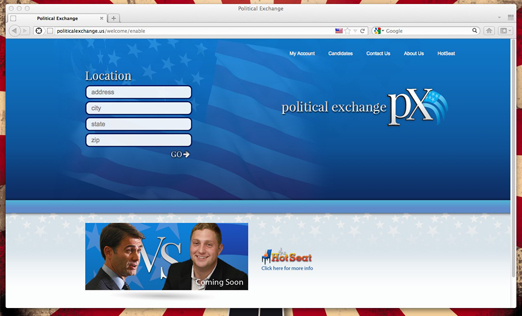 Political Exchange
Political Exchange
politicalexchange.us/welcome/enable
Google
My Account
Candidates
Contact Us
About Us
HotSeat
Location
address
city
state
zip
GO
political exchange pX
VS
Coming Soon
HotSeat
Click here for more info